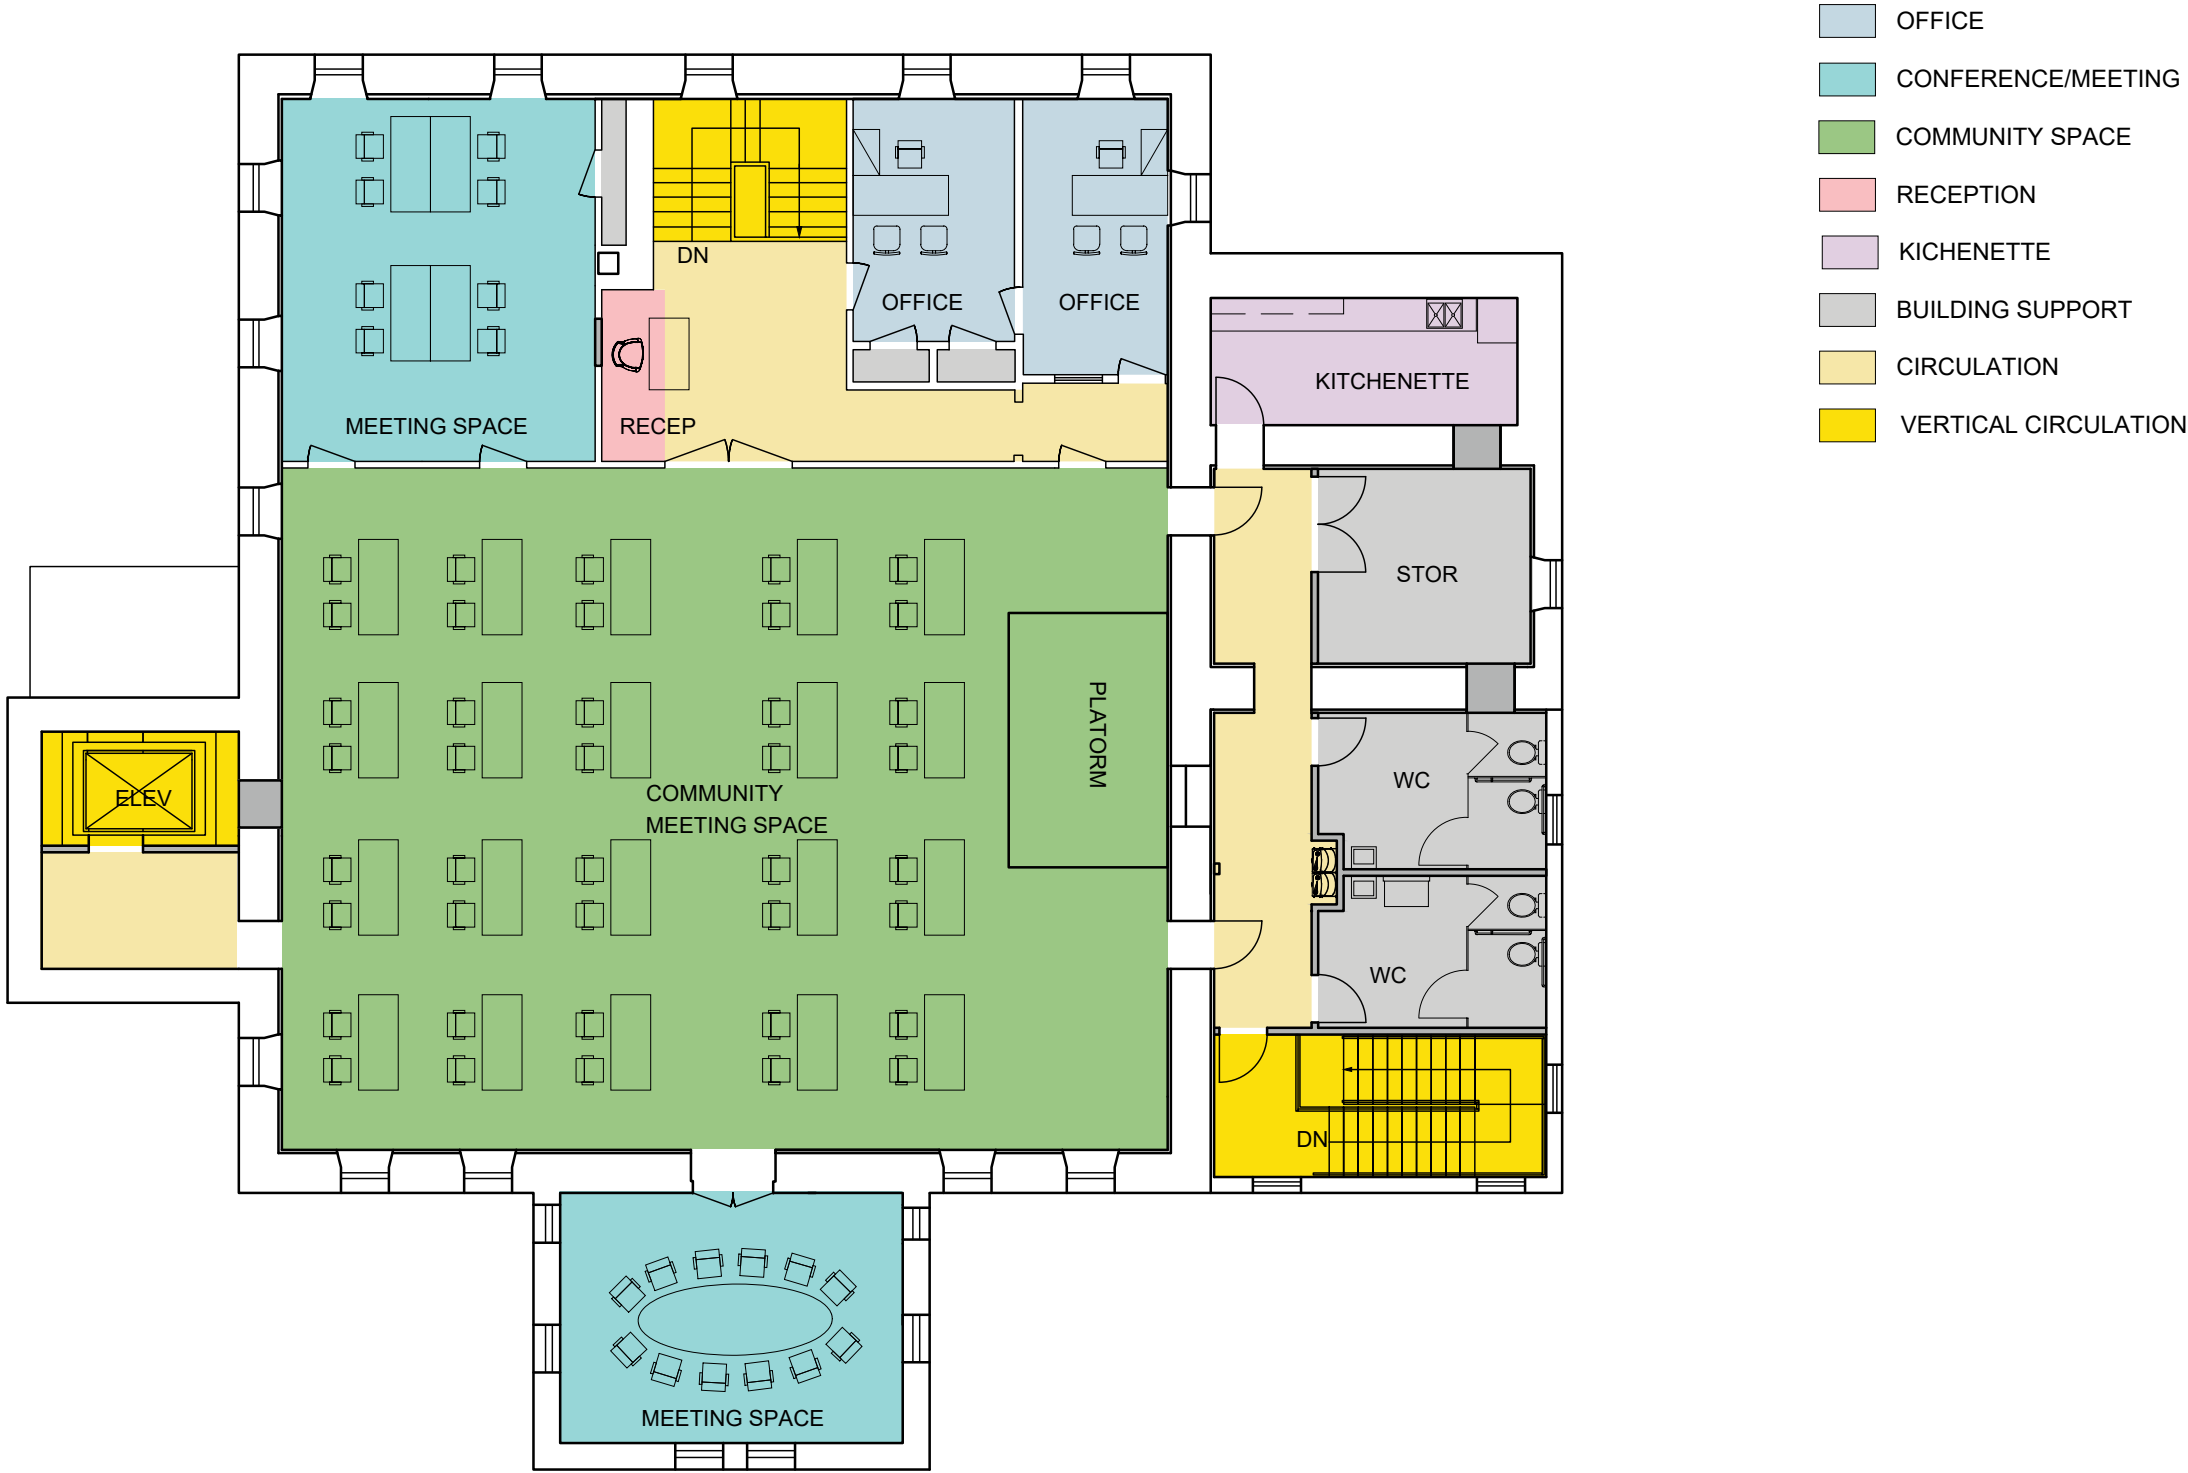 OFFICE
CONFERENCE/MEETING
COMMUNITY SPACE
RECEPTION
KICHENETTE
BUILDING SUPPORT
CIRCULATION
VERTICAL CIRCULATION
DN
OFFICE
OFFICE
KITCHENETTE
MEETING SPACE
RECEP
STOR
PLATORM
WC
ELEV
COMMUNITY
MEETING SPACE
WC
DN
MEETING SPACE